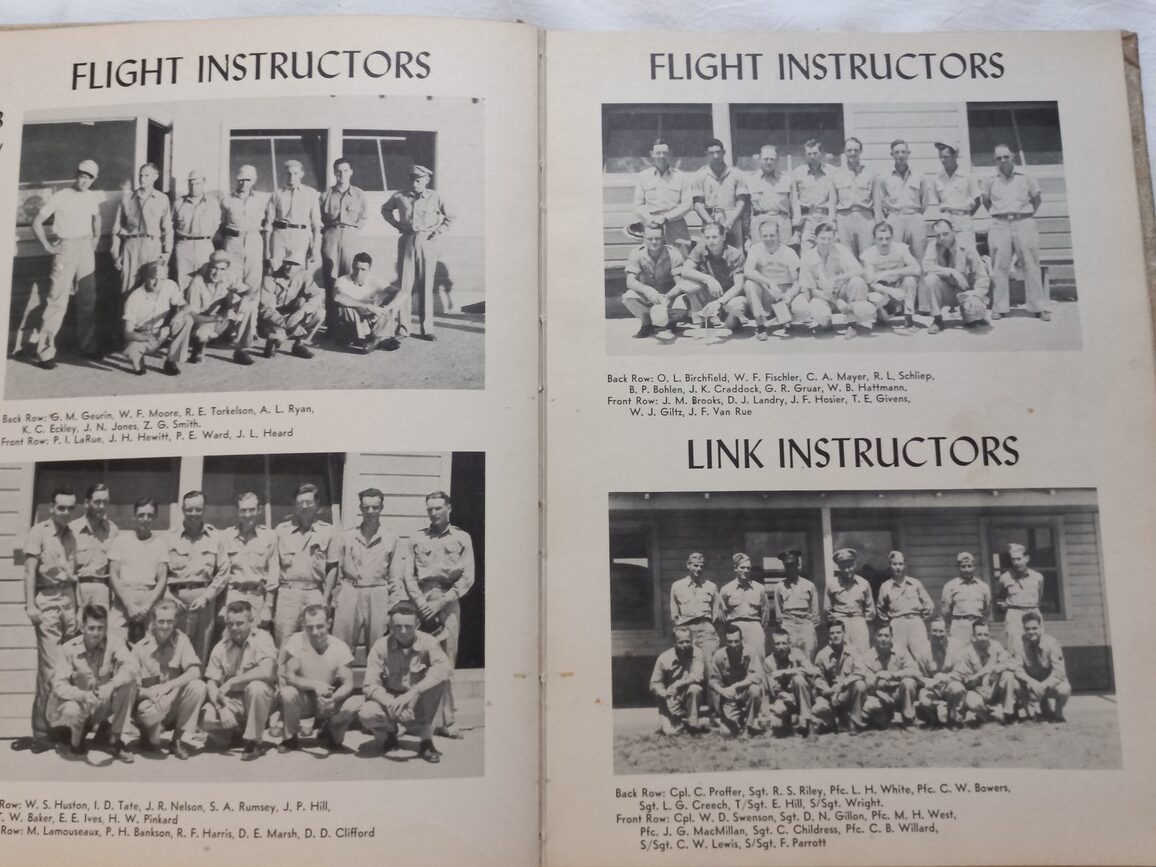 FLIGHT INSTRUCTORS
Back Row: G. M. Geurin, W. F. Moore, R. E. Torkelson, A. L. Ryan,
K. C. Eckley, J. N. Jones, Z. G. Smith.
Front Row: P. I. LaRue, J. H. Hewitt, P. E. Ward, J. L. Heard
Row: W. S. Huston, I. D. Tate, J. R. Nelson, S. A. Rumsey, J. P. Hill,
T. W. Baker, E. E. Ives, H. W. Pinkard
Row: M. Lamouseaux, P. H. Bankson, R. F. Harris, D. E. Marsh, D. D. Clifford
FLIGHT INSTRUCTORS
Back Row: O. L. Birchfield, W. F. Fischler, C. A. Mayer, R. L. Schliep,
B. P. Bohlen, J. K. Craddock, G. R. Gruar, W. B. Hattmann.
Front Row: J. M. Brooks, D. J. Landry, J. F. Hosier, T. E. Givens,
W. J. Giltz, J. F. Van Rue
LINK INSTRUCTORS
Back Row: Cpl. C. Proffer, Sgt. R. S. Riley, Pfc. L. H. White, Pfc. C. W. Bowers,
Sgt. L. G. Creech, T/Sgt. E. Hill, S/Sgt. Wright.
Front Row: Cpl. W. D. Swenson, Sgt. D. N. Gillon, Pfc. M. H. West,
Pfc. J. G. MacMillan, Sgt. C. Childress, Pfc. C. B. Willard,
S/Sgt. C. W. Lewis, S/Sgt. F. Parrott